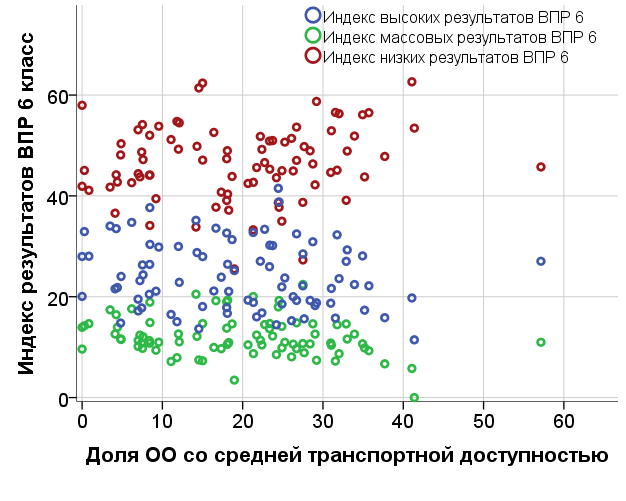 Индекс высоких результатов ВПР 6
Индекс массовых результатов ВПР 6
Индекс низких результатов ВПР 6
Индекс результатов ВПР 6 класс
60
40
20
0
0 10 20 30 40 50 60
Доля ОО со средней транспортной доступностью